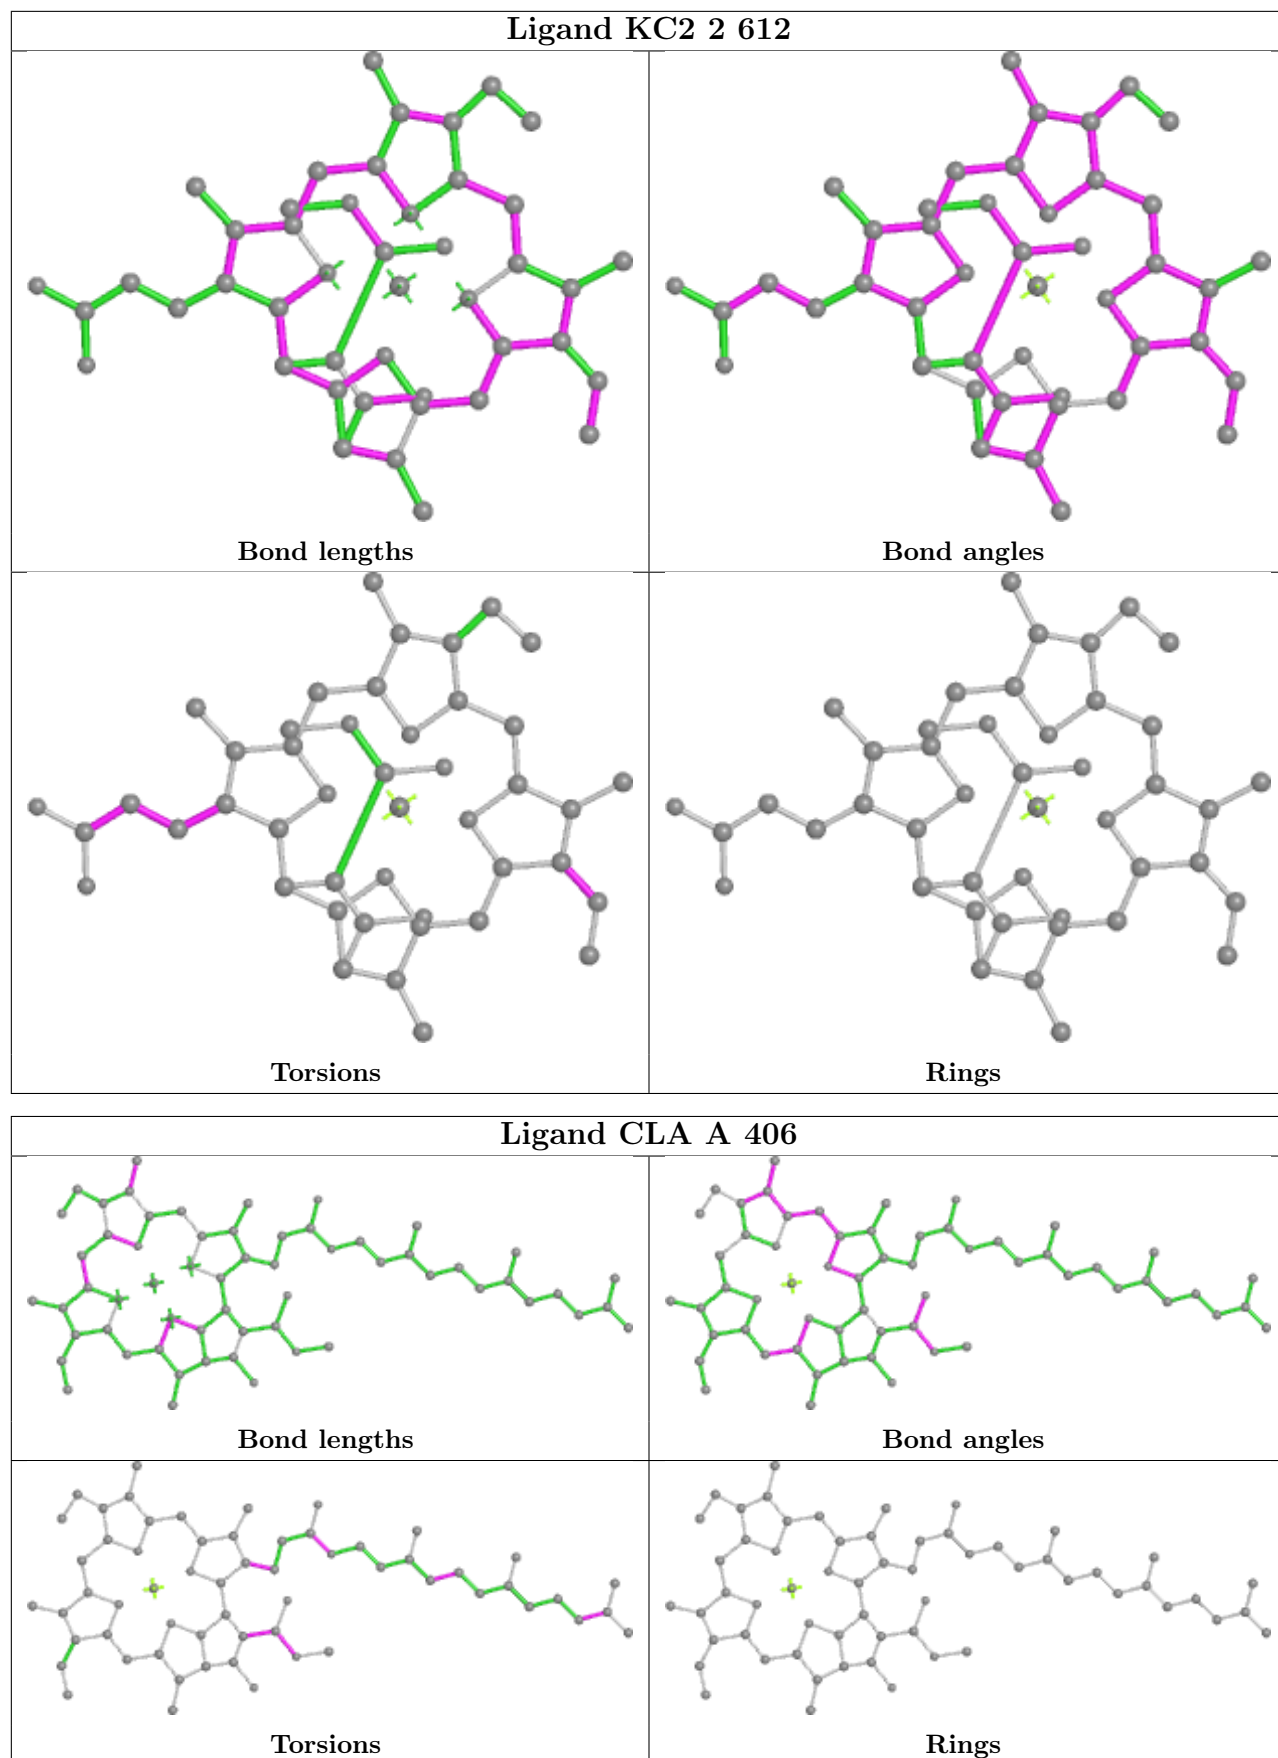 Ligand KC2 2 612
Bond lengths
Bond angles
Torsions
Rings
Ligand CLA A 406
Bond lengths
Bond angles
Torsions
Rings